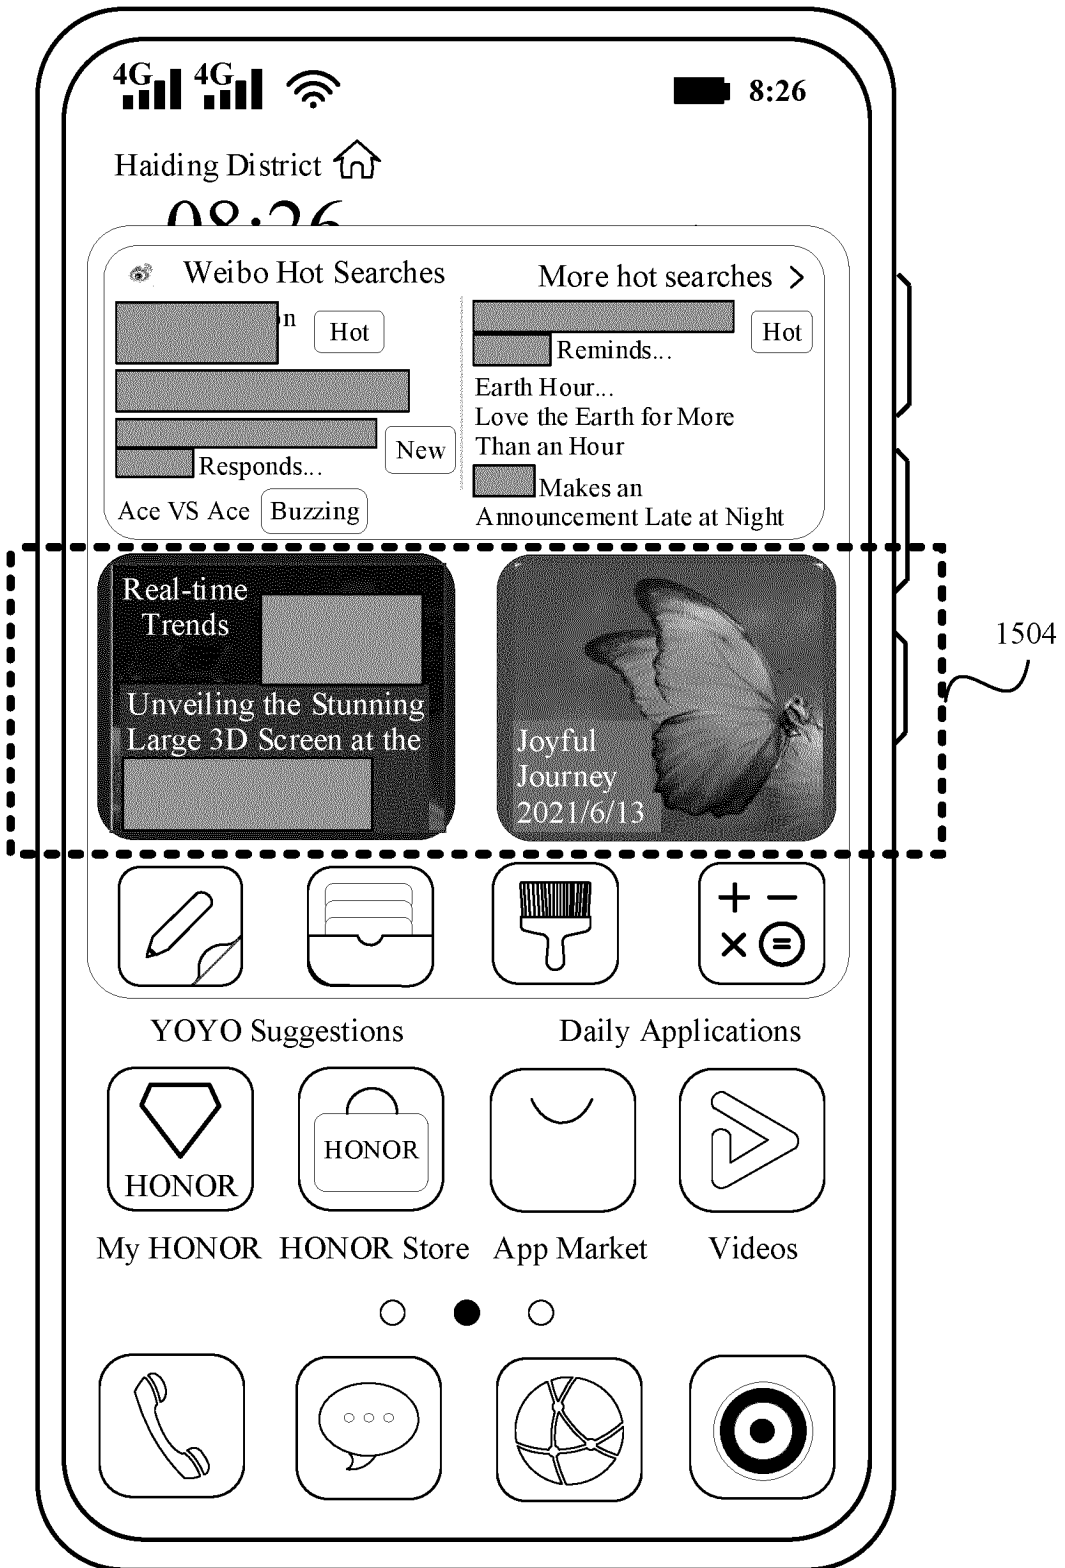 4G 4G 8:26
Haiding District
08:26
Weibo Hot Searches
More hot searches
n Hot
New
Responds...
Ace VS Ace Buzzing
Hot
Reminds...
Earth Hour...
Love the Earth for More
Than an Hour
Makes an
Announcement Late at Night
Real-time
Trends
Unveiling the Stunning
Large 3D Screen at the
Joyful
Journey
2021/6/13
1504
YOYO Suggestions
Daily Applications
HONOR
HONOR
My HONOR
HONOR Store
App Market
Videos